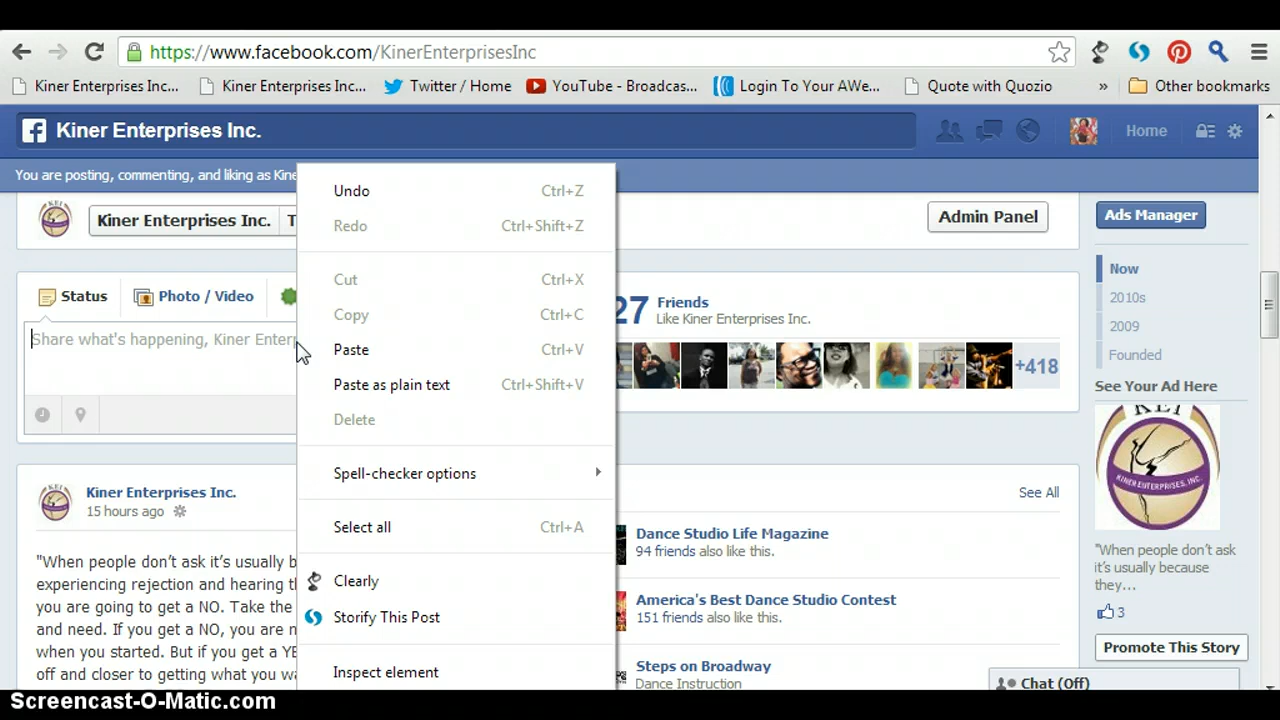 https://www.facebook.com/KinerEnterprisesInc
Kiner Enterprises Inc...
Kiner Enterprises Inc...
Twitter / Home
YouTube - Broadcas...
Login To Your AWe...
Quote with Quozio
»
Other bookmarks
Kiner Enterprises Inc.
Home
You are posting, commenting, and liking as Kine
Kiner Enterprises Inc.
T
Admin Panel
Ads Manager
Status
Photo / Video
Share what's happening, Kiner Enterp
Undo Ctrl+Z
Redo Ctrl+Shift+Z
Cut Ctrl+X
Copy Ctrl+C
Paste Ctrl+V
Paste as plain text Ctrl+Shift+V
Delete
Spell-checker options
Select all Ctrl+A
Clearly
Storify This Post
Inspect element
27 Friends
Like Kiner Enterprises Inc.
+418
Now
2010s
2009
Founded
See Your Ad Here
KEI
KINER ENTERPRISES, INC.
"When people don't ask
it's usually because
they...
3
Promote This Story
Kiner Enterprises Inc.
15 hours ago
"When people don't ask it's usually b
experiencing rejection and hearing th
you are going to get a NO. Take the
and need. If you get a NO, you are n
when you started. But if you get a YE
off and closer to getting what you wa
See All
Dance Studio Life Magazine
94 friends also like this.
America's Best Dance Studio Contest
151 friends also like this.
Steps on Broadway
Dance Instruction
Chat (Off)
Screencast-O-Matic.com